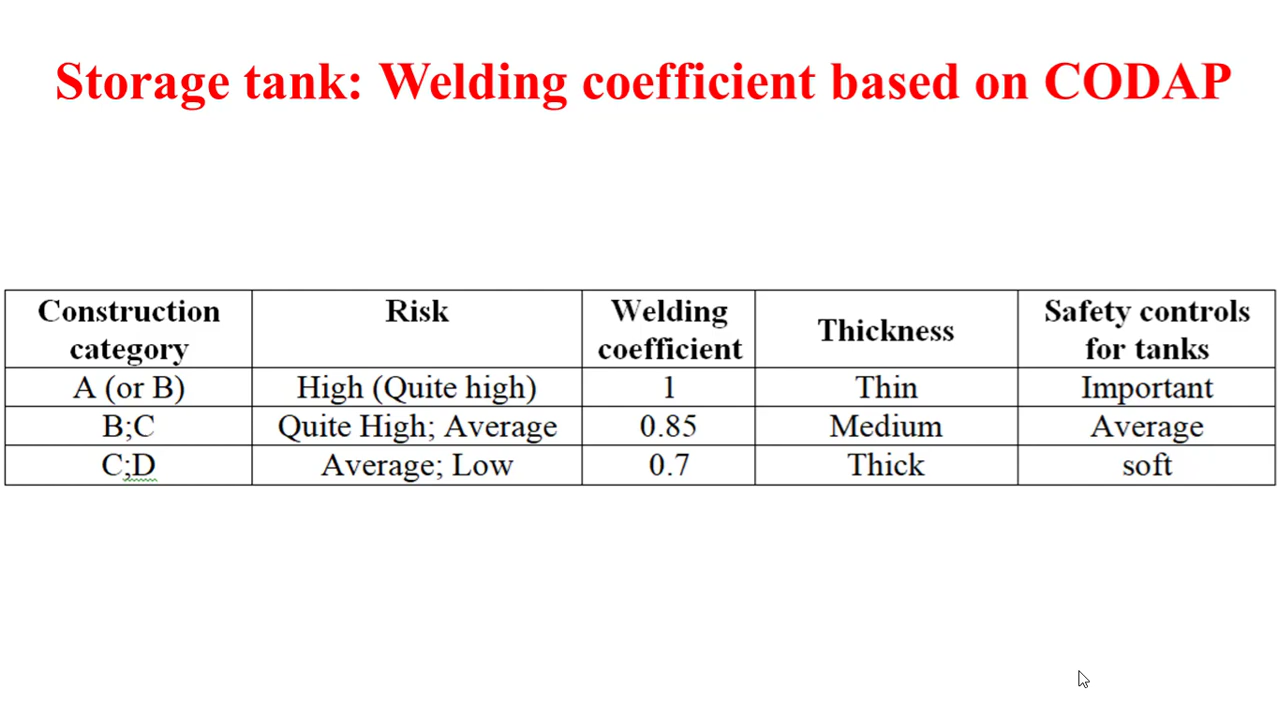 Storage tank: Welding coefficient based on CODAP
Construction category Risk Welding coefficient Thickness Safety controls for tanks
A (or B) High (Quite high) 1 Thin Important
B;C Quite High; Average 0.85 Medium Average
C;D Average; Low 0.7 Thick soft